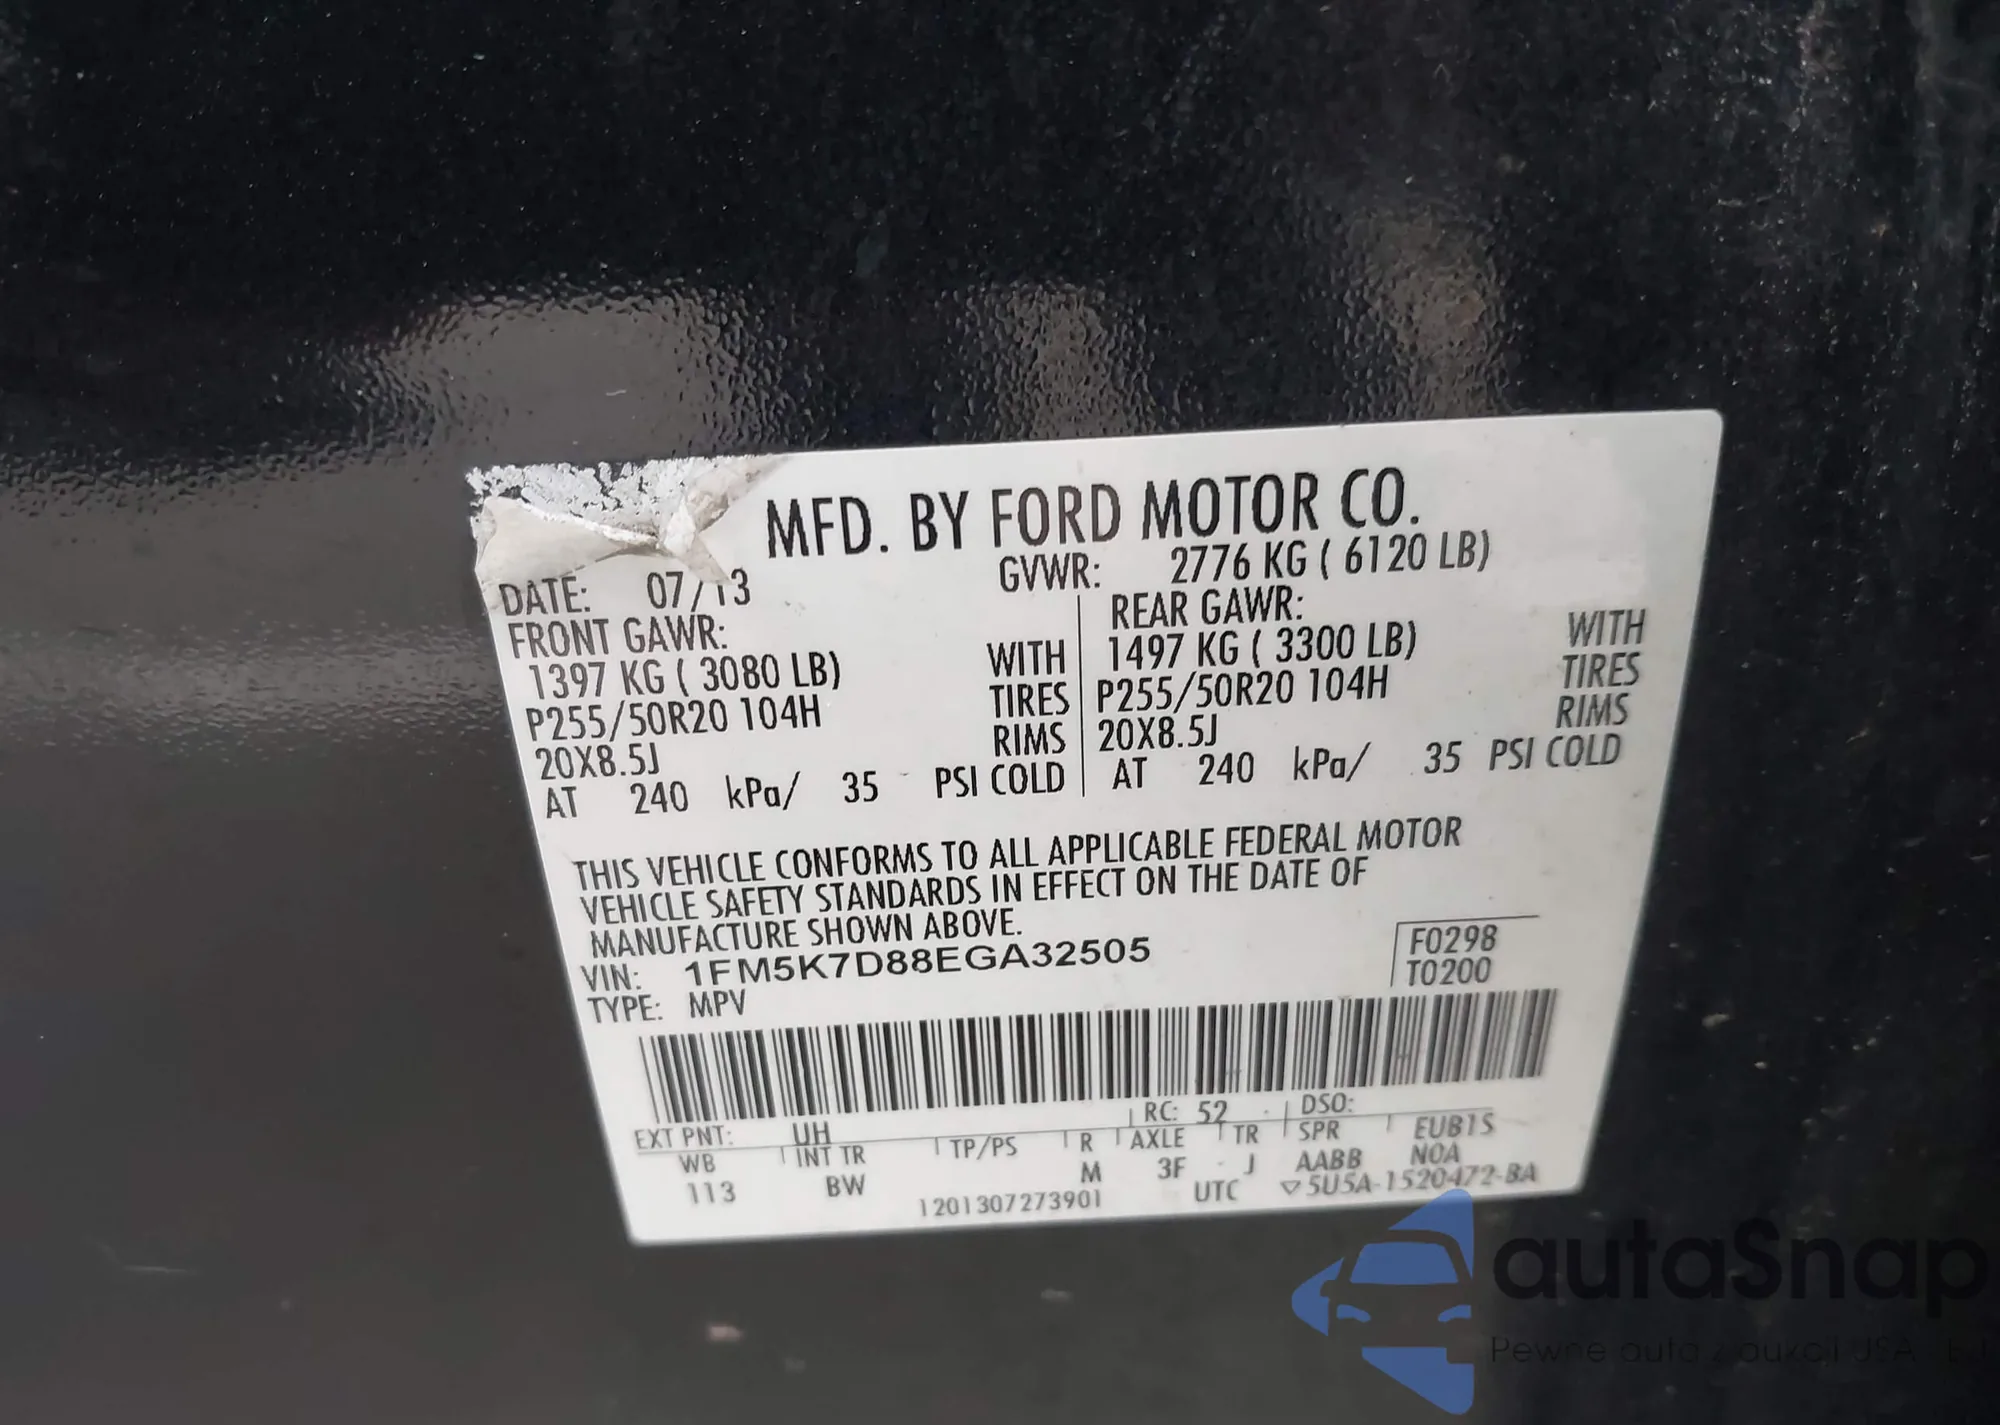 MFD. BY FORD MOTOR CO.
DATE: 07/13 GVWR: 2776 KG ( 6120 LB)
FRONT GAWR: REAR GAWR:
1397 KG ( 3080 LB) WITH 1497 KG ( 3300 LB) WITH
P255/50R20 104H TIRES P255/50R20 104H TIRES
20X8.5J RIMS 20X8.5J RIMS
AT 240 kPa/ 35 PSI COLD AT 240 kPa/ 35 PSI COLD
THIS VEHICLE CONFORMS TO ALL APPLICABLE FEDERAL MOTOR
VEHICLE SAFETY STANDARDS IN EFFECT ON THE DATE OF
MANUFACTURE SHOWN ABOVE.
VIN: 1FM5K7D88EGA32505 F0298
TYPE: MPV T0200
EXT PNT: UH RC: 52 DSO:
WB INT TR TP/PS R AXLE TR SPR EUB1S
113 BW M 3F J AABB N0A
1201307273901 UTC ▽5U5A-1520472-BA
autaSnap
Pewne auta z aukcji USA